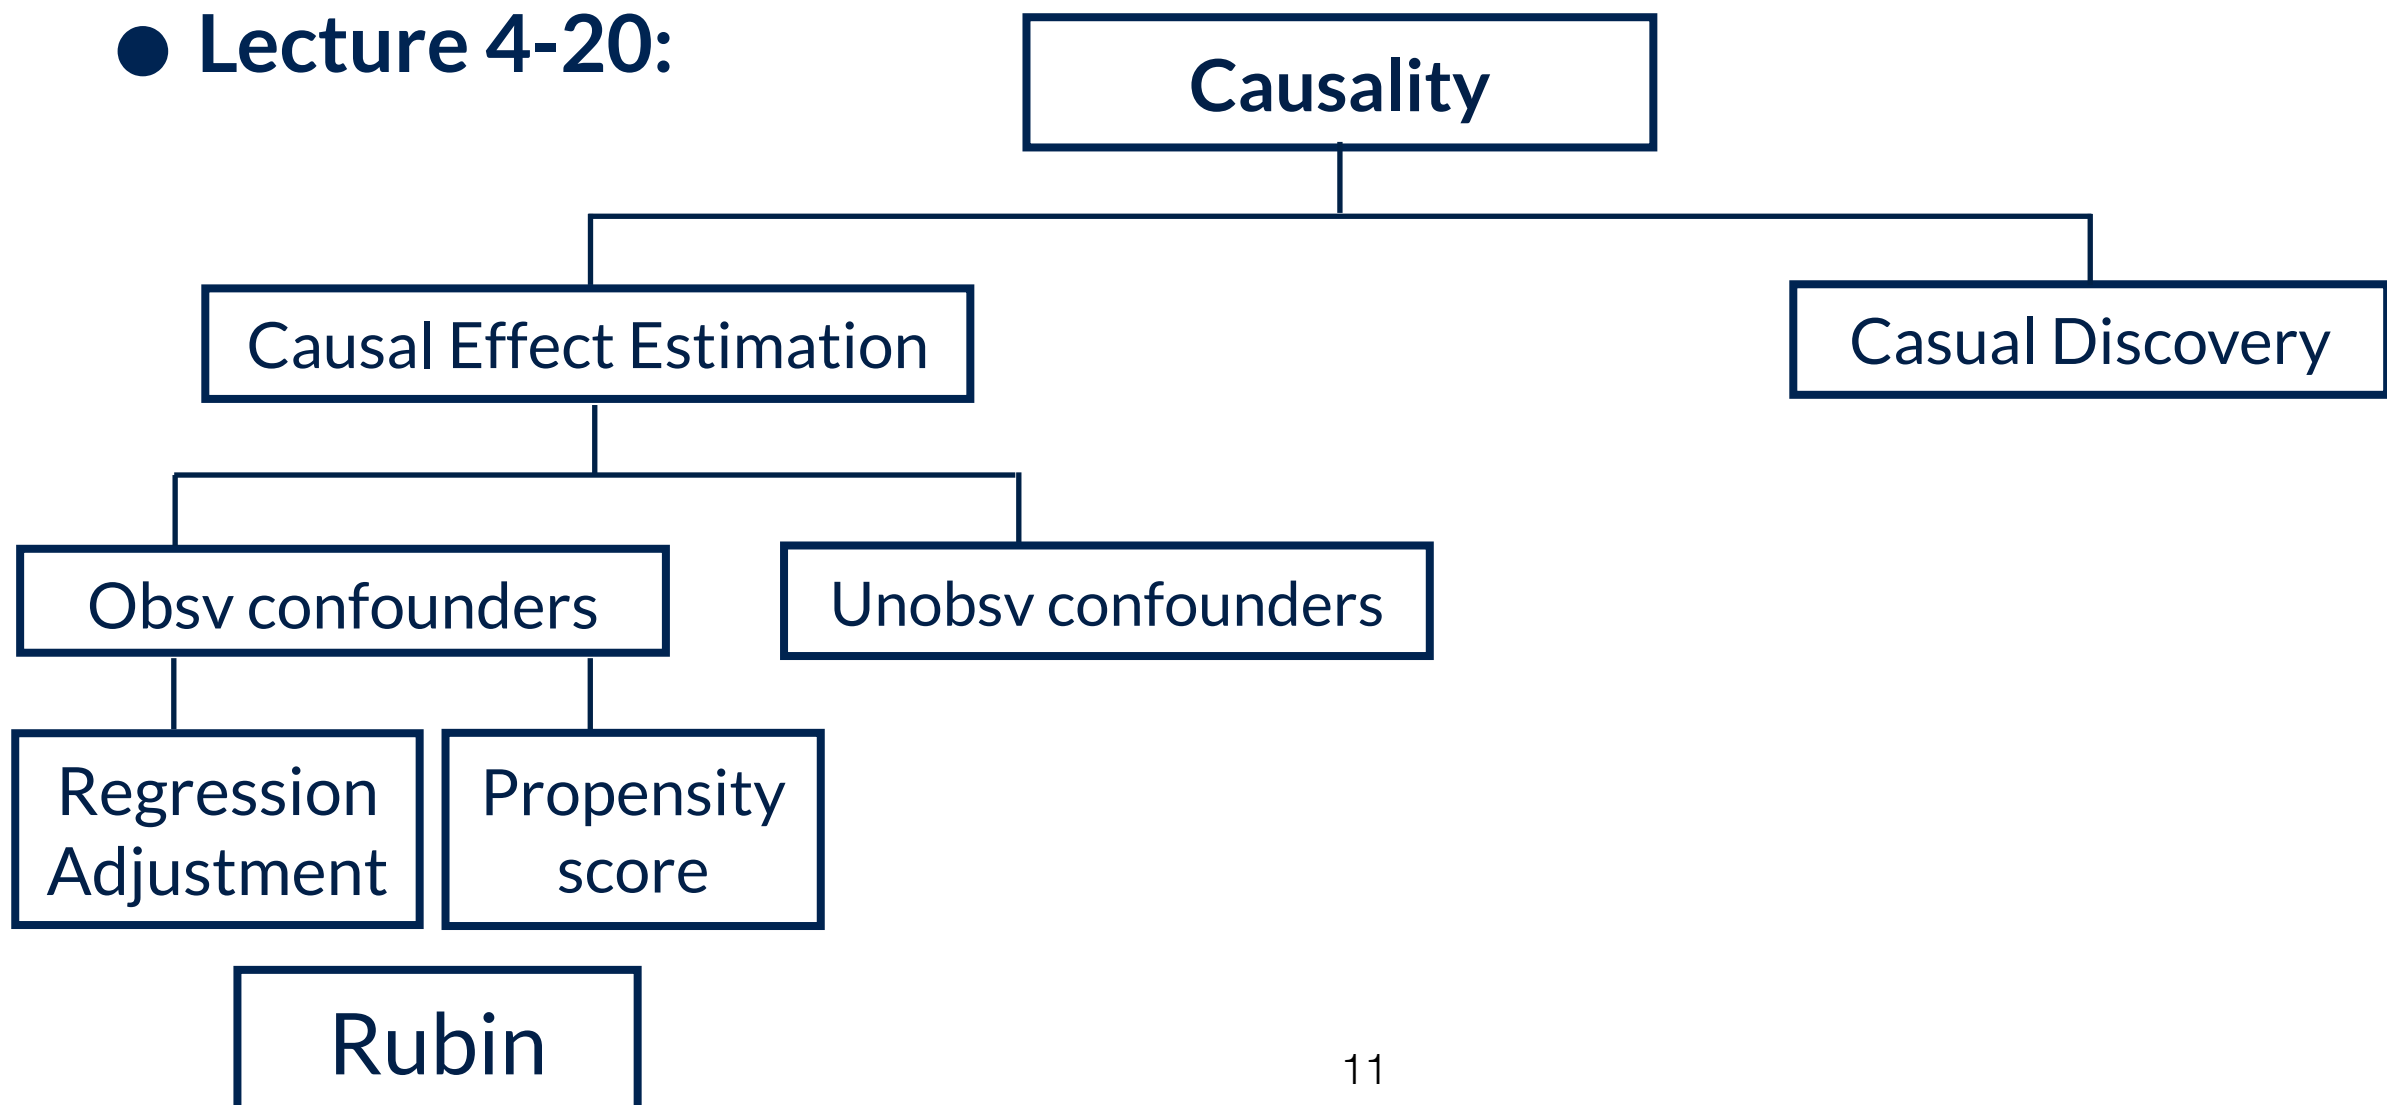 ● Lecture 4-20:
Causality
Causal Effect Estimation
Casual Discovery
Obsv confounders
Unobsv confounders
Regression
Adjustment
Propensity
score
Rubin
11